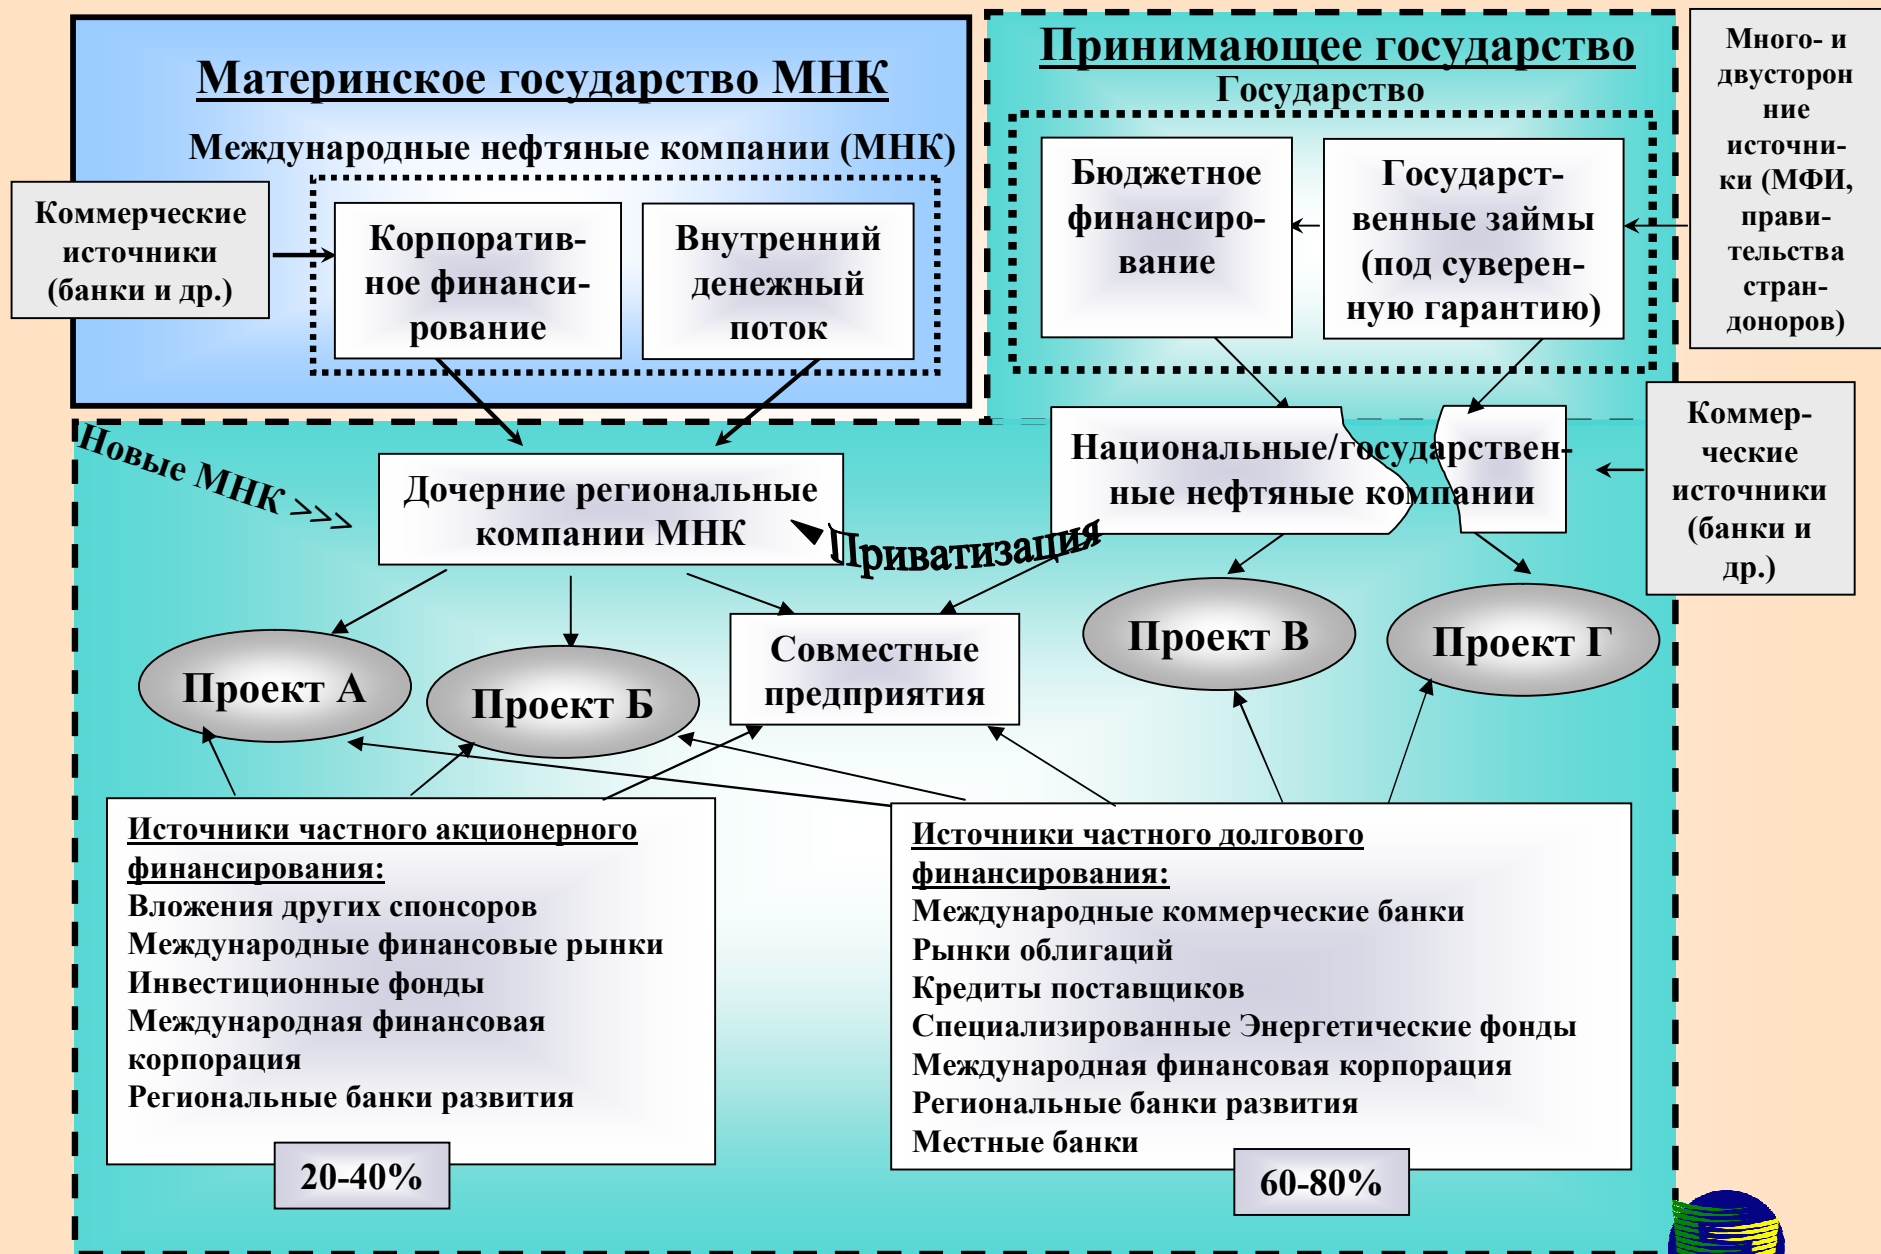 Материнское государство МНК
Международные нефтяные компании (МНК)
Коммерческие
источники
(банки и др.)
Корпоратив-
ное финанси-
рование
Внутренний
денежный
поток
Принимающее государство
Государство
Бюджетное
финансиро-
вание
Государст-
венные займы
(под суверен-
ную гарантию)
Много- и
двусторон
ние
источни-
ки (МФИ,
прави-
тельства
стран-
доноров)
Коммер-
ческие
источники
(банки и
др.)
Новые МНК >>>
Дочерние региональные
компании МНК
Приватизация
Национальные/государствен-
ные нефтяные компании
Проект А
Проект Б
Совместные
предприятия
Проект В
Проект Г
Источники частного акционерного
финансирования:
Вложения других спонсоров
Международные финансовые рынки
Инвестиционные фонды
Международная финансовая
корпорация
Региональные банки развития
20-40%
Источники частного долгового
финансирования:
Международные коммерческие банки
Рынки облигаций
Кредиты поставщиков
Специализированные Энергетические фонды
Международная финансовая корпорация
Региональные банки развития
Местные банки
60-80%